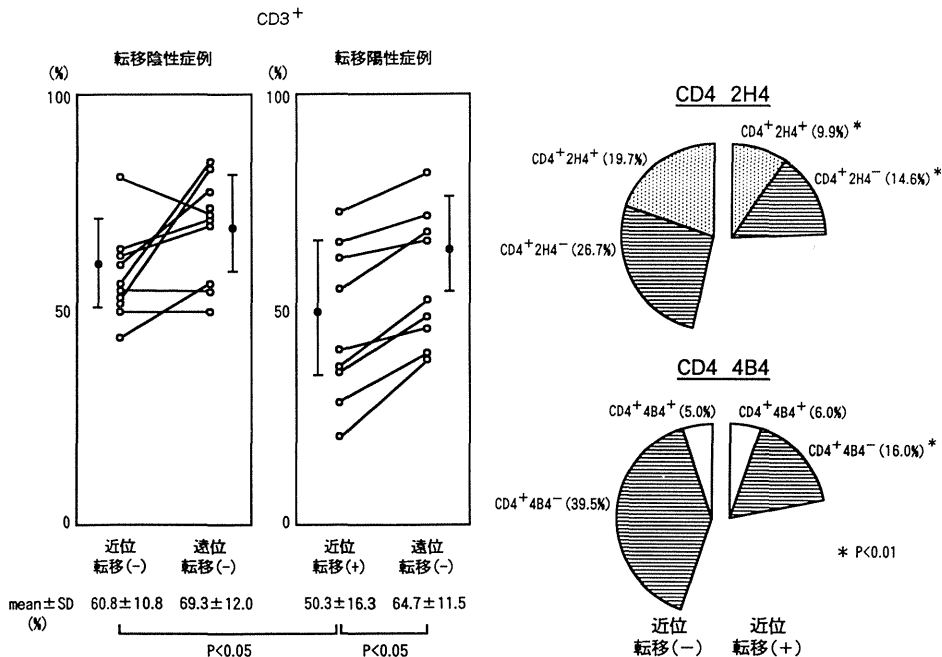 CD3⁺
転移陰性症例
(%)
100
50
0
近位
転移(-)
遠位
転移(-)
転移陽性症例
(%)
100
50
0
近位
転移(+)
遠位
転移(-)
mean±SD 60.8±10.8 69.3±12.0 50.3±16.3 64.7±11.5
(%)
P<0.05 P<0.05
CD4 2H4
CD4⁺2H4⁺ (19.7%)
CD4⁺2H4⁺ (9.9%) *
CD4⁺2H4⁻ (14.6%) *
CD4⁺2H4⁻ (26.7%)
CD4 4B4
CD4⁺4B4⁺ (5.0%)
CD4⁺4B4⁺ (6.0%)
CD4⁺4B4⁻ (16.0%) *
CD4⁺4B4⁻ (39.5%)
* P<0.01
近位
転移(-)
近位
転移(+)